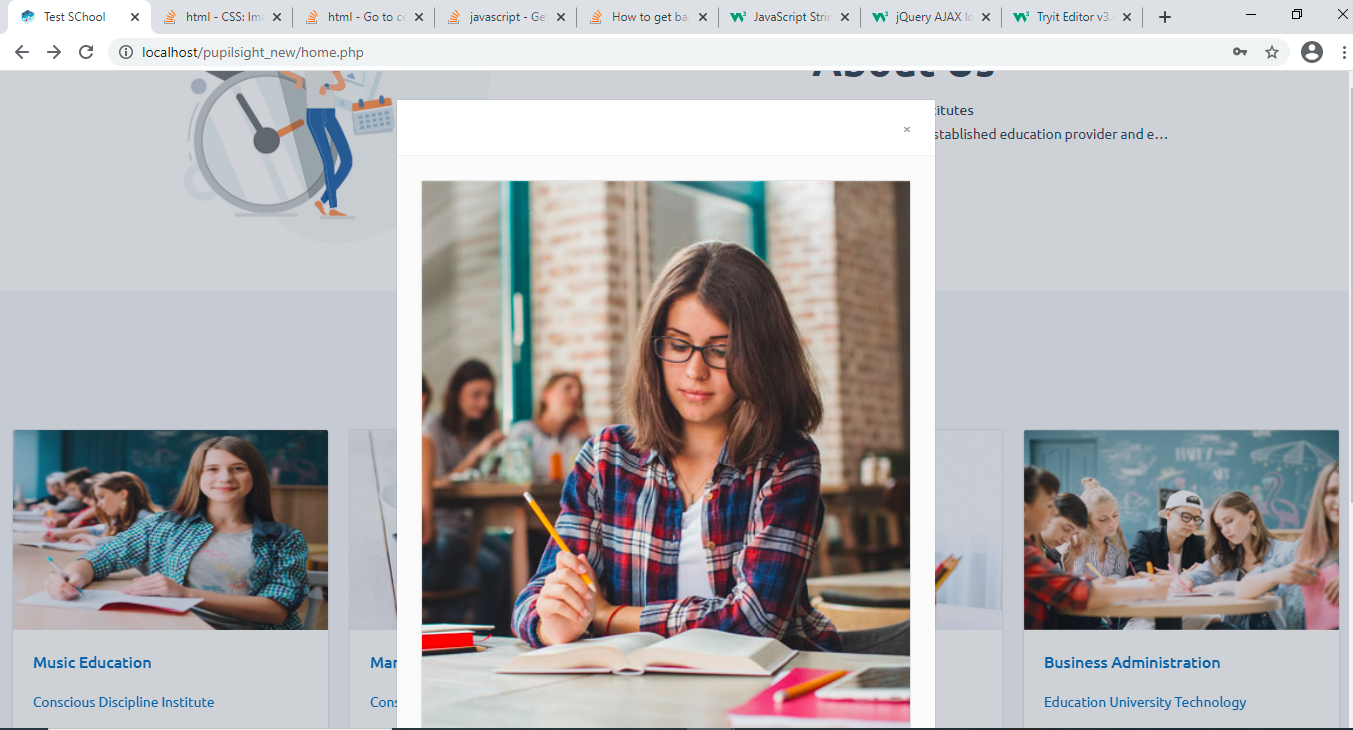 Test SChool
html - CSS: Im
html - Go to ce
javascript - Ge
How to get ba
JavaScript Strin
jQuery AJAX l
Tryit Editor v3.
localhost/pupilsight_new/home.php
About Us
titutes
stablished education provider and e...
×
Music Education
Mar
Business Administration
Conscious Discipline Institute
Cons
Education University Technology